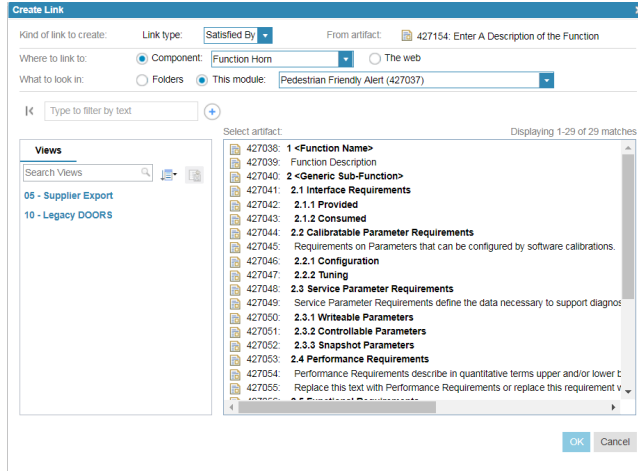 Create Link
Kind of link to create: Link type: Satisfied By From artifact: 427154: Enter A Description of the Function
Where to link to: Component: Function Horn The web
What to look in: Folders This module: Pedestrian Friendly Alert (427037)
Type to filter by text
Select artifact: Displaying 1-29 of 29 matches
Views
Search Views
05 - Supplier Export
10 - Legacy DOORS
427038: 1 <Function Name>
427039: Function Description
427040: 2 <Generic Sub-Function>
427041: 2.1 Interface Requirements
427042: 2.1.1 Provided
427043: 2.1.2 Consumed
427044: 2.2 Calibratable Parameter Requirements
427045: Requirements on Parameters that can be configured by software calibrations.
427046: 2.2.1 Configuration
427047: 2.2.2 Tuning
427048: 2.3 Service Parameter Requirements
427049: Service Parameter Requirements define the data necessary to support diagnos
427050: 2.3.1 Writeable Parameters
427051: 2.3.2 Controllable Parameters
427052: 2.3.3 Snapshot Parameters
427053: 2.4 Performance Requirements
427054: Performance Requirements describe in quantitative terms upper and/or lower b
427055: Replace this text with Performance Requirements or replace this requirement w
OK Cancel